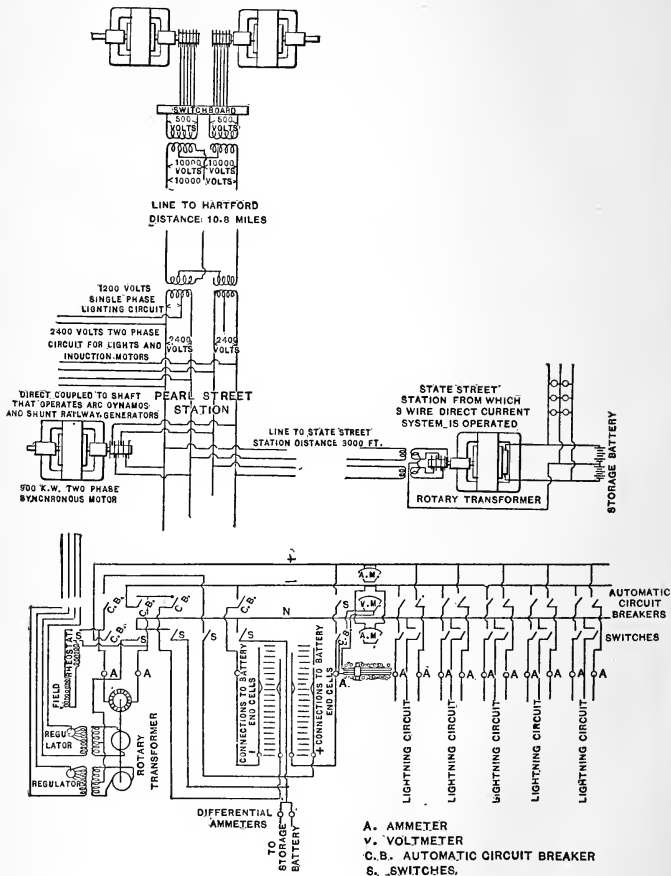 SWITCHBOARD
500 VOLTS
500 VOLTS
10000 VOLTS
10000 VOLTS
10000
LINE TO HARTFORD
DISTANCE: 10.8 MILES
1200 VOLTS
SINGLE PHASE
LIGHTING CIRCUIT
2400 VOLTS TWO PHASE
CIRCUIT FOR LIGHTS AND
INDUCTION MOTORS
2400 VOLTS
2400 VOLTS
DIRECT COUPLED TO SHAFT
THAT OPERATES ARC DYNAMOS
AND SHUNT RAILWAY GENERATORS
PEARL STREET
STATION
LINE TO STATE STREET
STATION DISTANCE 3000 FT.
STATE STREET
STATION FROM WHICH
3 WIRE DIRECT CURRENT
SYSTEM IS OPERATED
ROTARY TRANSFORMER
STORAGE BATTERY
K.W. TWO PHASE
SYNCHRONOUS MOTOR
+
A.M.
C.B.
C.B.
C.B.
C.B.
S
V.M.
AUTOMATIC
CIRCUIT
BREAKERS
N
A.M.
SWITCHES
S
S
S
S
S
C.B.
C.B.
FIELD RHEOSTAT
A
A
A.
A
A
A
A
A
CONNECTIONS TO BATTERY
END CELLS
-
+ CONNECTIONS TO BATTERY
END CELLS
REGULATOR
REGULATOR
ROTARY
TRANSFORMER
LIGHTNING CIRCUIT
LIGHTNING CIRCUIT
LIGHTNING CIRCUIT
LIGHTNING CIRCUIT
LIGHTNING CIRCUIT
DIFFERENTIAL
AMMETERS
TO
STORAGE
BATTERY
A. AMMETER
V. VOLTMETER
C.B. AUTOMATIC CIRCUIT BREAKER
S. SWITCHES.